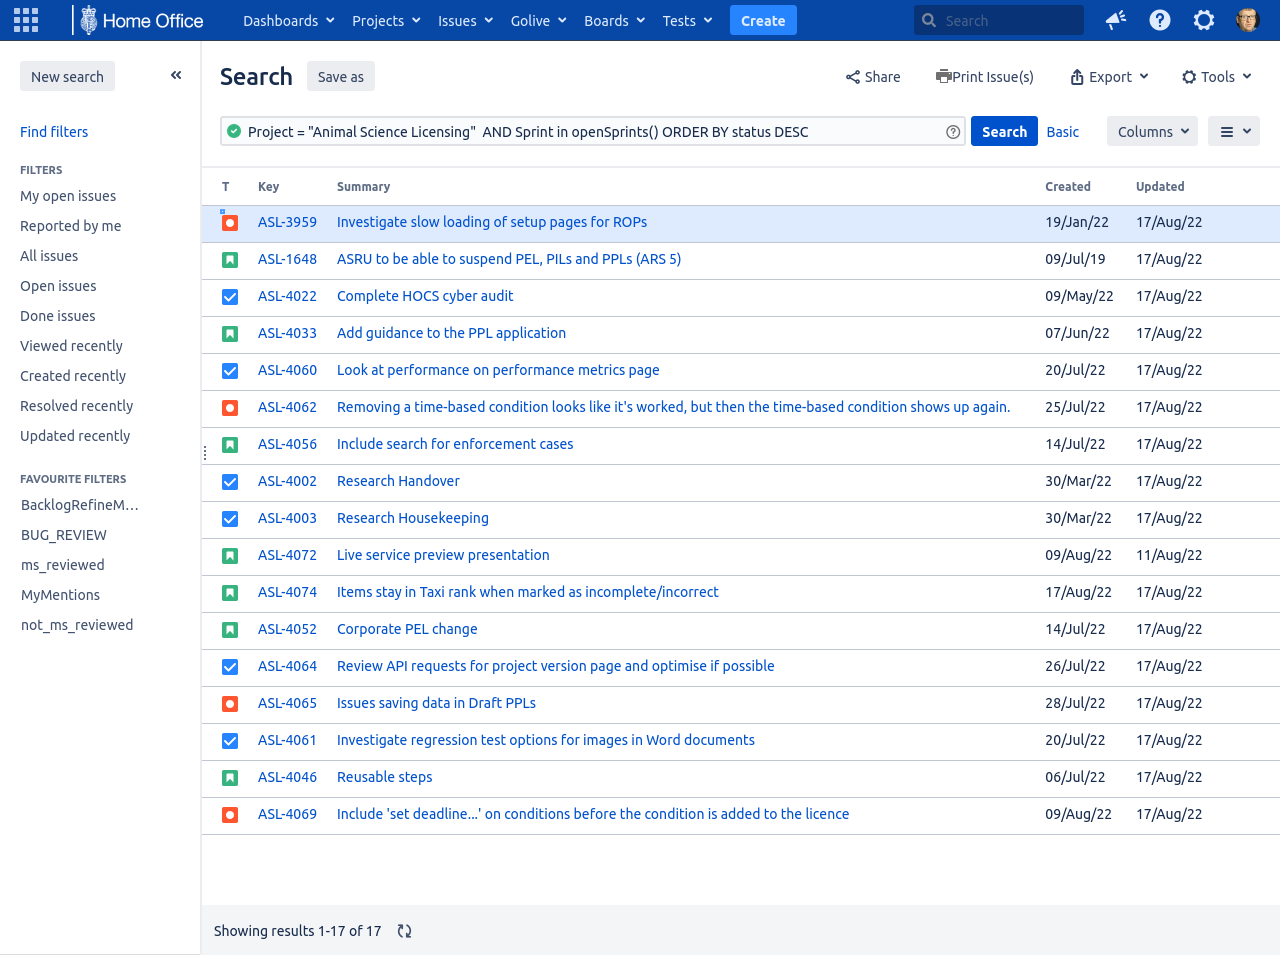 Home Office Dashboards Projects Issues Golive Boards Tests Create Search
New search
Find filters
FILTERS
My open issues
Reported by me
All issues
Open issues
Done issues
Viewed recently
Created recently
Resolved recently
Updated recently
FAVOURITE FILTERS
BacklogRefineM...
BUG_REVIEW
ms_reviewed
MyMentions
not_ms_reviewed
Search Save as Share Print Issue(s) Export Tools
Project = "Animal Science Licensing" AND Sprint in openSprints() ORDER BY status DESC Search Basic Columns
T Key Summary Created Updated
ASL-3959 Investigate slow loading of setup pages for ROPs 19/Jan/22 17/Aug/22
ASL-1648 ASRU to be able to suspend PEL, PILs and PPLs (ARS 5) 09/Jul/19 17/Aug/22
ASL-4022 Complete HOCS cyber audit 09/May/22 17/Aug/22
ASL-4033 Add guidance to the PPL application 07/Jun/22 17/Aug/22
ASL-4060 Look at performance on performance metrics page 20/Jul/22 17/Aug/22
ASL-4062 Removing a time-based condition looks like it's worked, but then the time-based condition shows up again. 25/Jul/22 17/Aug/22
ASL-4056 Include search for enforcement cases 14/Jul/22 17/Aug/22
ASL-4002 Research Handover 30/Mar/22 17/Aug/22
ASL-4003 Research Housekeeping 30/Mar/22 17/Aug/22
ASL-4072 Live service preview presentation 09/Aug/22 11/Aug/22
ASL-4074 Items stay in Taxi rank when marked as incomplete/incorrect 17/Aug/22 17/Aug/22
ASL-4052 Corporate PEL change 14/Jul/22 17/Aug/22
ASL-4064 Review API requests for project version page and optimise if possible 26/Jul/22 17/Aug/22
ASL-4065 Issues saving data in Draft PPLs 28/Jul/22 17/Aug/22
ASL-4061 Investigate regression test options for images in Word documents 20/Jul/22 17/Aug/22
ASL-4046 Reusable steps 06/Jul/22 17/Aug/22
ASL-4069 Include 'set deadline...' on conditions before the condition is added to the licence 09/Aug/22 17/Aug/22
Showing results 1-17 of 17